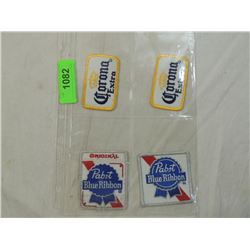 1082
Corona
Extra
Corona
Extra
ORIGINAL
Pabst
Blue Ribbon
Pabst
Blue Ribbon